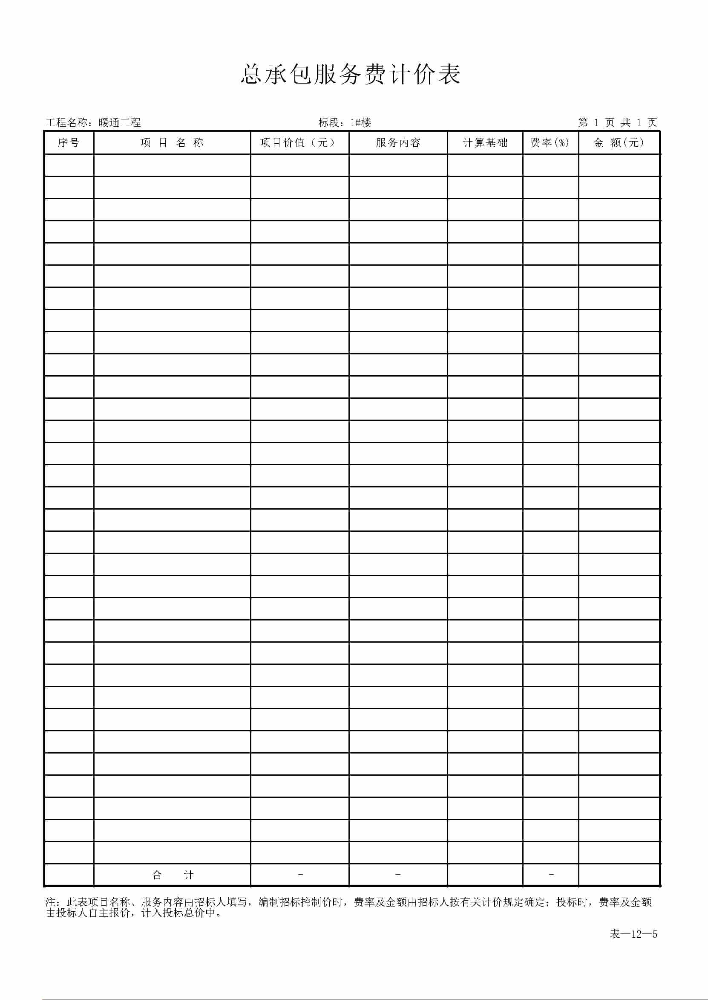 总承包服务费计价表
工程名称：暖通工程 标段：1#楼 第 1 页 共 1 页
序号 项 目 名 称 项目价值（元） 服务内容 计算基础 费率(%) 金 额(元)
合 计 - - -
注：此表项目名称、服务内容由招标人填写，编制招标控制价时，费率及金额由招标人按有关计价规定确定；投标时，费率及金额
由投标人自主报价，计入投标总价中。
表—12—5